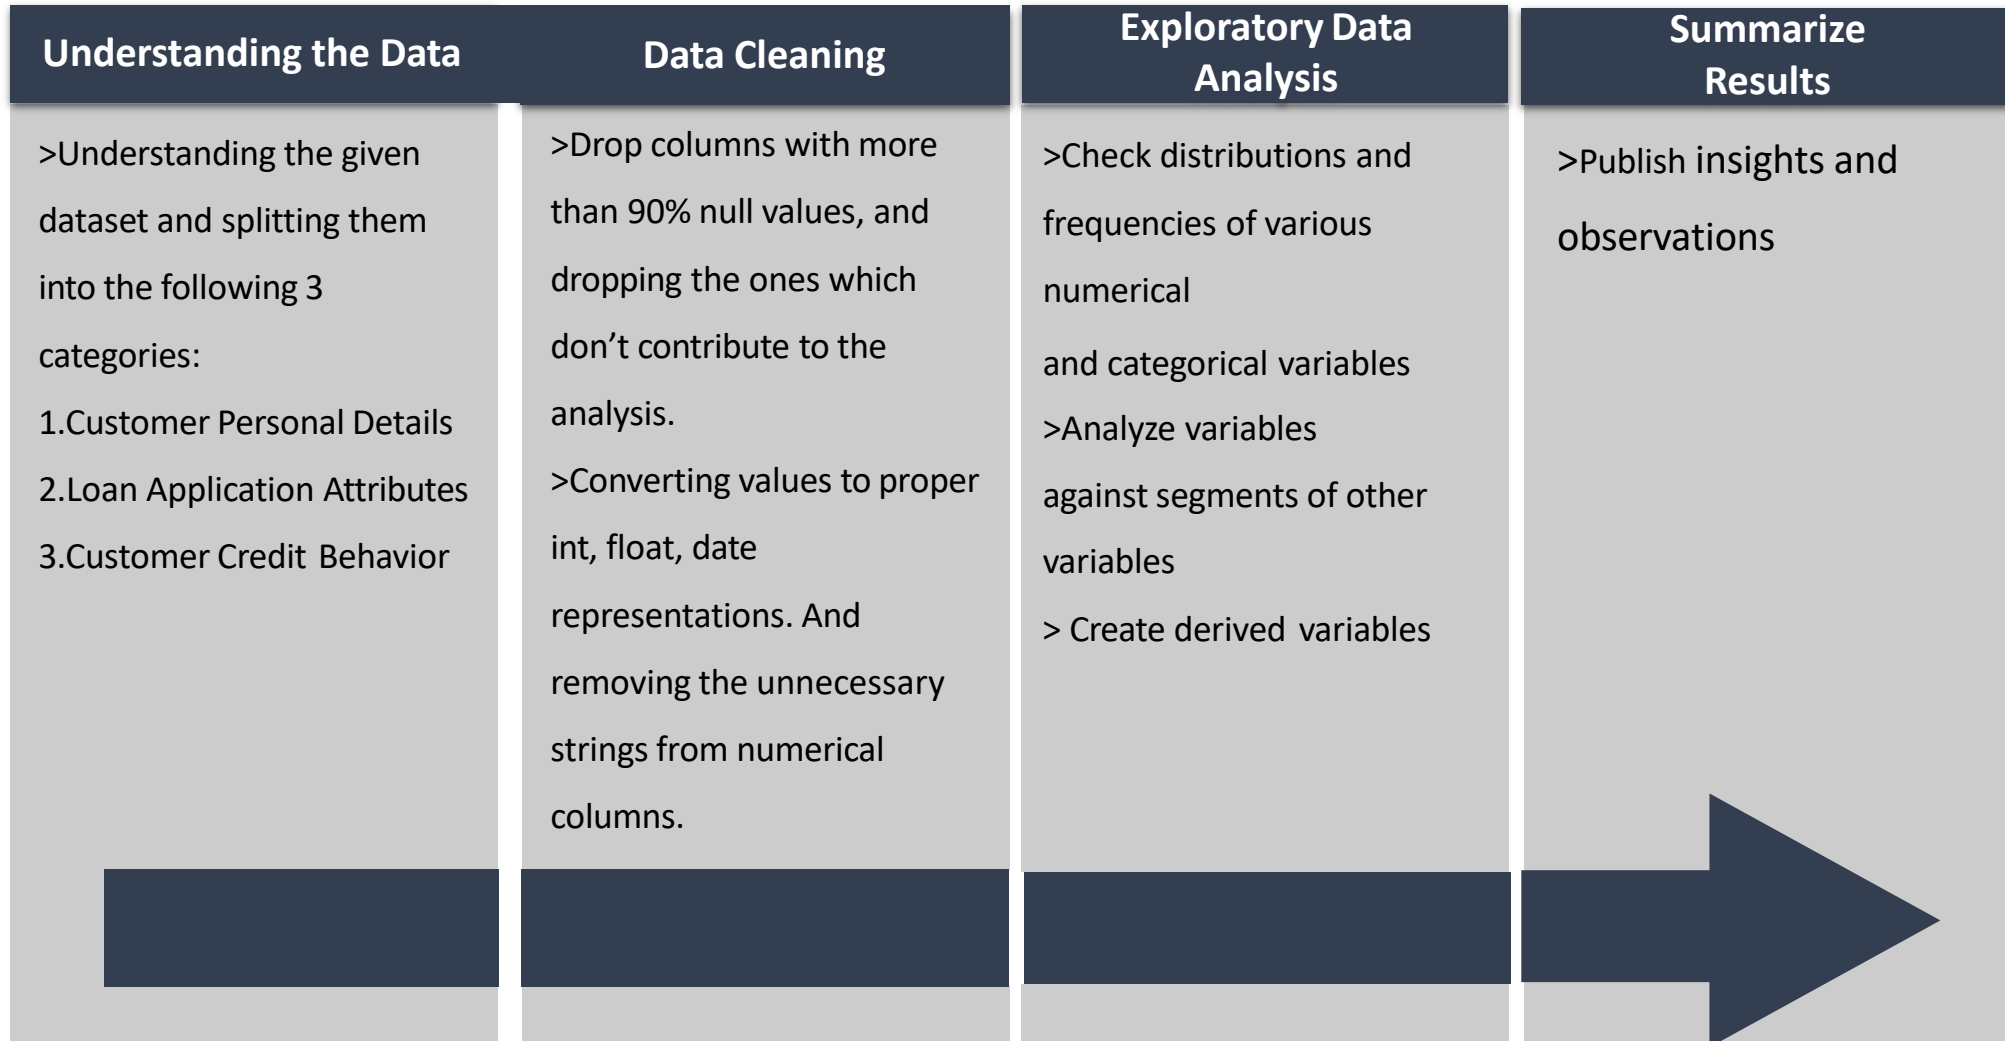 Understanding the Data
>Understanding the given
dataset and splitting them
into the following 3
categories:
1.Customer Personal Details
2.Loan Application Attributes
3.Customer Credit Behavior
Data Cleaning
>Drop columns with more
than 90% null values, and
dropping the ones which
don’t contribute to the
analysis.
>Converting values to proper
int, float, date
representations. And
removing the unnecessary
strings from numerical
columns.
Exploratory Data
Analysis
>Check distributions and
frequencies of various
numerical
and categorical variables
>Analyze variables
against segments of other
variables
> Create derived variables
Summarize
Results
>Publish insights and
observations